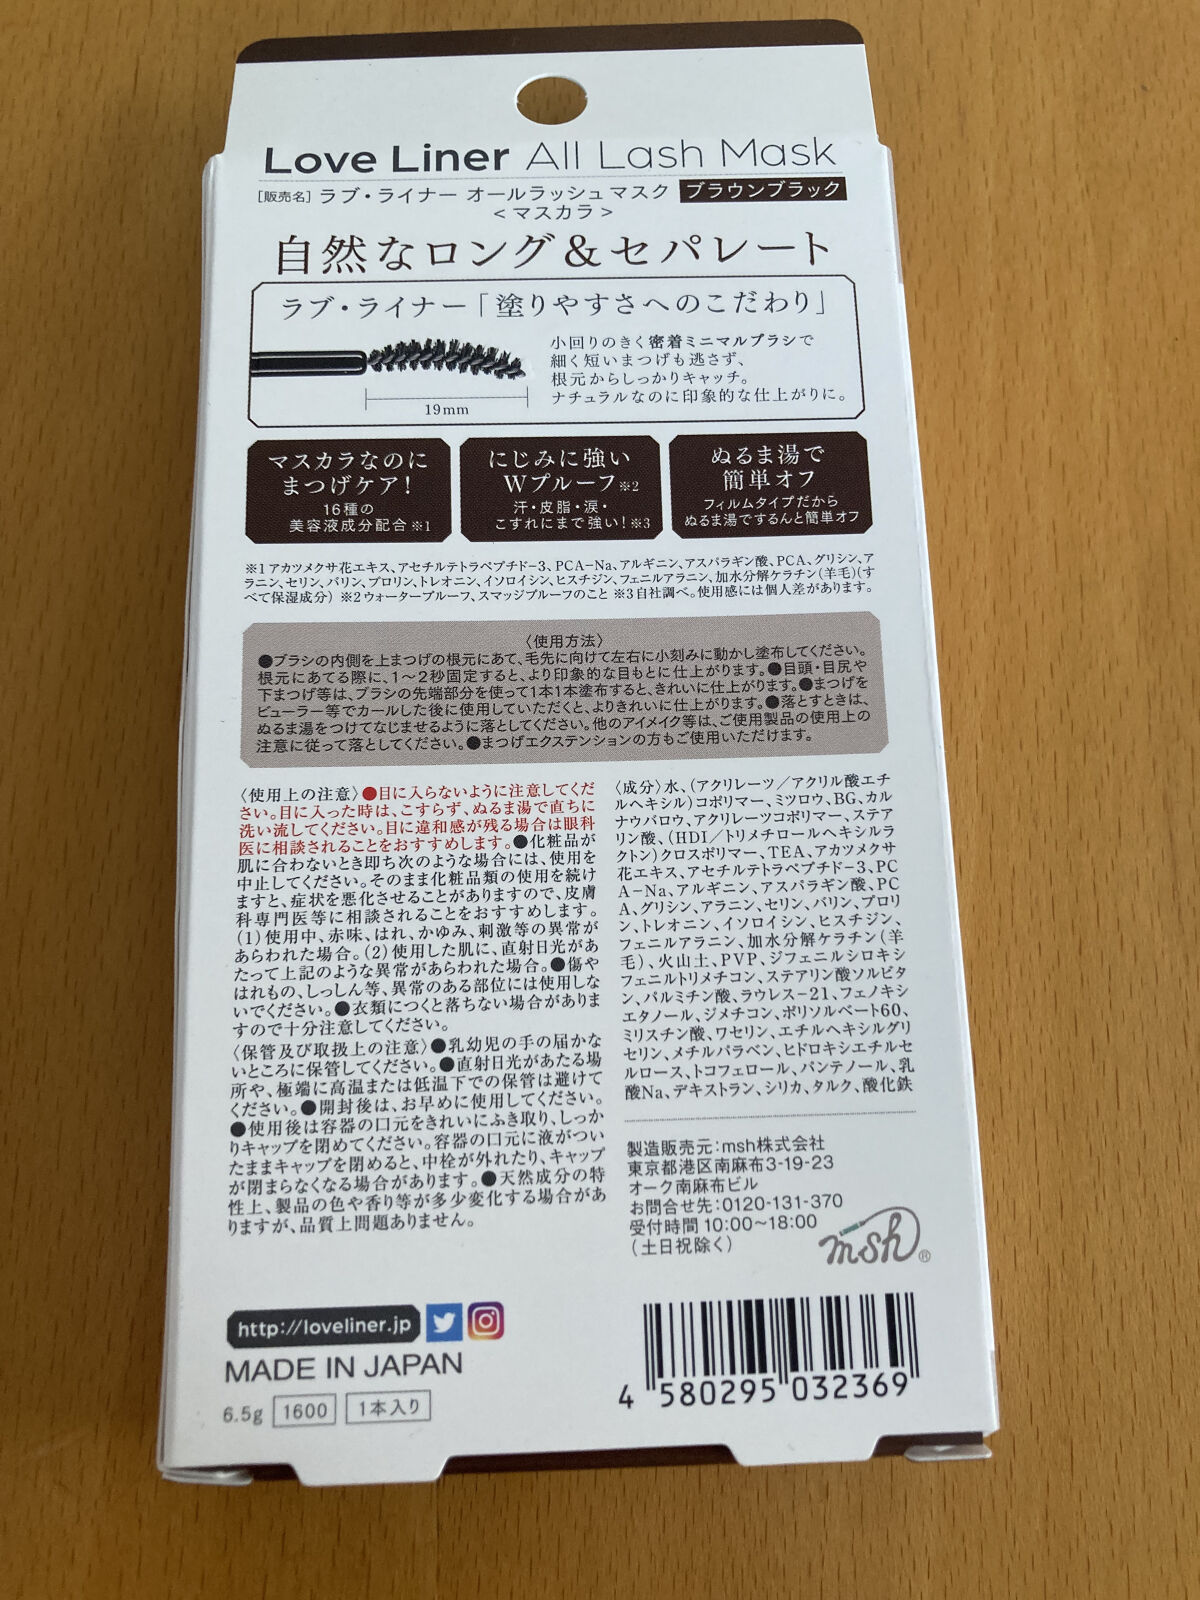 Love Liner All Lash Mask
[販売名] ラブ・ライナー オールラッシュマスク ブラウンブラック
<マスカラ>
自然なロング&セパレート
ラブ・ライナー「塗りやすさへのこだわり」
小回りのきく密着ミニマルブラシで
細く短いまつげも逃さず、
根元からしっかりキャッチ。
ナチュラルなのに印象的な仕上がりに。
19mm
マスカラなのに
まつげケア!
16種の
美容液成分配合※1
にじみに強い
Wプルーフ※2
汗・皮脂・涙・
こすれにまで強い!※3
ぬるま湯で
簡単オフ
フィルムタイプだから
ぬるま湯でするんと簡単オフ
※1アカツメクサ花エキス、アセチルテトラペプチド-3、PCA-Na、アルギニン、アスパラギン酸、PCA、グリシン、ア
ラニン、セリン、バリン、プロリン、トレオニン、イソロイシン、ヒスチジン、フェニルアラニン、加水分解ケラチン(羊毛)(す
べて保湿成分) ※2ウォータープルーフ、スマッジプルーフのこと ※3自社調べ。使用感には個人差があります。
〈使用方法〉
●ブラシの内側を上まつげの根元にあて、毛先に向けて左右に小刻みに動かし塗布してください。
根元にあてる際に、1〜2秒固定すると、より印象的な目もとに仕上がります。●目頭・目尻や
下まつげ等は、ブラシの先端部分を使って1本1本塗布すると、きれいに仕上がります。●まつげを
ビューラー等でカールした後に使用していただくと、よりきれいに仕上がります。●落とすときは、
ぬるま湯をつけてなじませるように落としてください。他のアイメイク等は、ご使用製品の使用上の
注意に従って落としてください。●まつげエクステンションの方もご使用いただけます。
〈使用上の注意〉●目に入らないように注意してくだ
さい。目に入った時は、こすらず、ぬるま湯で直ちに
洗い流してください。目に違和感が残る場合は眼科
医に相談されることをおすすめします。●化粧品が
肌に合わないとき即ち次のような場合には、使用を
中止してください。そのまま化粧品類の使用を続け
ますと、症状を悪化させることがありますので、皮膚
科専門医等に相談されることをおすすめします。
(1)使用中、赤味、はれ、かゆみ、刺激等の異常が
あらわれた場合。(2)使用した肌に、直射日光があ
たって上記のような異常があらわれた場合。●傷や
はれもの、しっしん等、異常のある部位には使用しな
いでください。●衣類につくと落ちない場合がありま
すので十分注意してください。
〈保管及び取扱上の注意〉●乳幼児の手の届かな
いところに保管してください。●直射日光があたる場
所や、極端に高温または低温下での保管は避けて
ください。●開封後は、お早めに使用してください。
●使用後は容器の口元をきれいにふき取り、しっか
りキャップを閉めてください。容器の口元に液がつい
たままキャップを閉めると、中栓が外れたり、キャップ
が閉まらなくなる場合があります。●天然成分の特
性上、製品の色や香り等が多少変化する場合があ
りますが、品質上問題ありません。
〈成分〉水、(アクリレーツ/アクリル酸エチ
ルヘキシル)コポリマー、ミツロウ、BG、カル
ナウバロウ、アクリレーツコポリマー、ステア
リン酸、(HDI/トリメチロールヘキシルラ
クトン)クロスポリマー、TEA、アカツメクサ
花エキス、アセチルテトラペプチド-3、PC
A-Na、アルギニン、アスパラギン酸、PC
A、グリシン、アラニン、セリン、バリン、プロリ
ン、トレオニン、イソロイシン、ヒスチジン、
フェニルアラニン、加水分解ケラチン(羊
毛)、火山土、PVP、ジフェニルシロキシ
フェニルトリメチコン、ステアリン酸ソルビタ
ン、パルミチン酸、ラウレス-21、フェノキシ
エタノール、ジメチコン、ポリソルベート60、
ミリスチン酸、ワセリン、エチルヘキシルグリ
セリン、メチルパラベン、ヒドロキシエチルセ
ルロース、トコフェロール、パンテノール、乳
酸Na、デキストラン、シリカ、タルク、酸化鉄
製造販売元:msh株式会社
東京都港区南麻布3-19-23
オーク南麻布ビル
お問合せ先:0120-131-370
受付時間 10:00〜18:00
(土日祝除く)
msh®
http://loveliner.jp
MADE IN JAPAN
6.5g 1600 1本入り
4 580295 032369